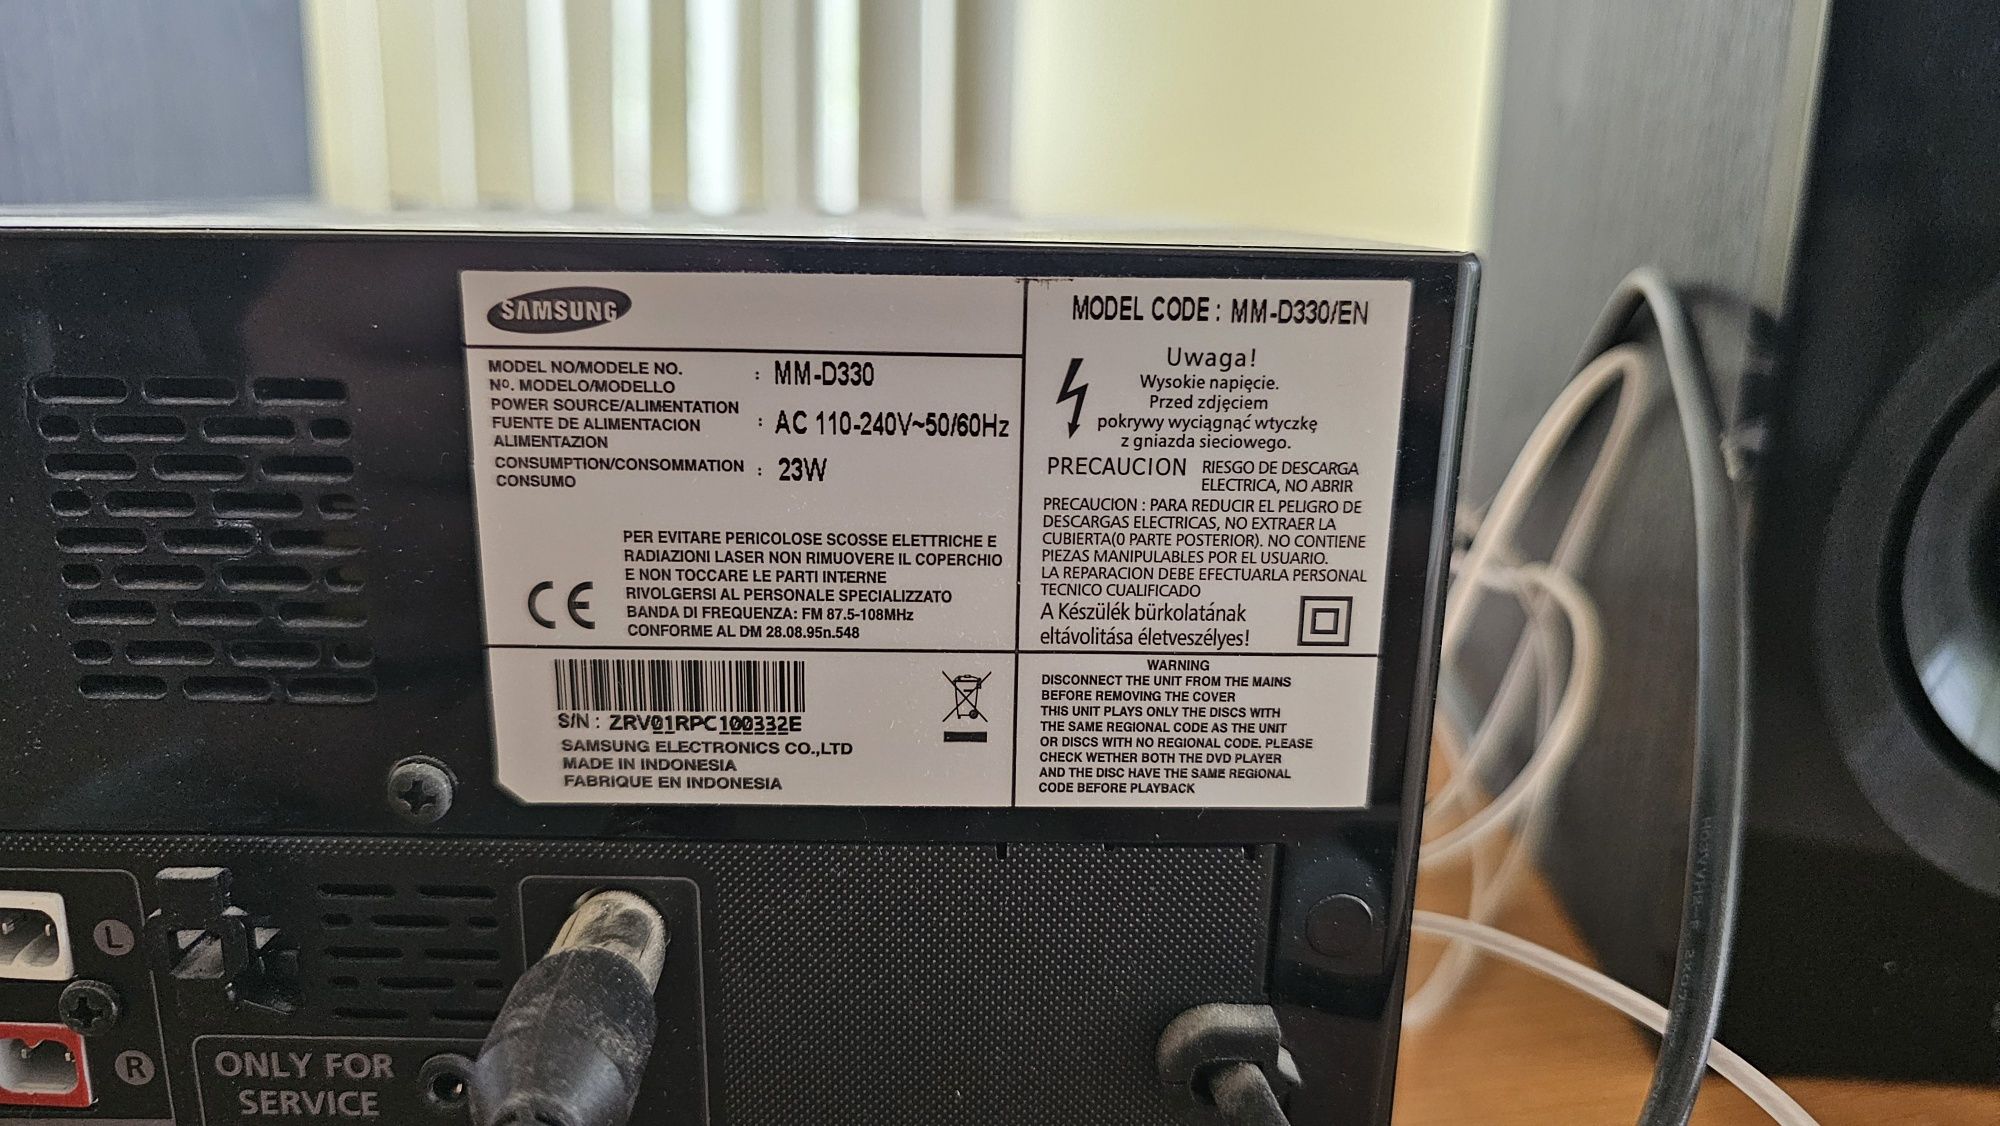 SAMSUNG
MODEL NO/MODELE NO.
Nº. MODELO/MODELLO
: MM-D330
POWER SOURCE/ALIMENTATION
FUENTE DE ALIMENTACION
ALIMENTAZION
: AC 110-240V~50/60Hz
CONSUMPTION/CONSOMMATION
CONSUMO
: 23W
PER EVITARE PERICOLOSE SCOSSE ELETTRICHE E
RADIAZIONI LASER NON RIMUOVERE IL COPERCHIO
E NON TOCCARE LE PARTI INTERNE
RIVOLGERSI AL PERSONALE SPECIALIZZATO
BANDA DI FREQUENZA: FM 87.5-108MHz
CONFORME AL DM 28.08.95n.548
CE
S/N : ZRV01RPC100332E
SAMSUNG ELECTRONICS CO.,LTD
MADE IN INDONESIA
FABRIQUE EN INDONESIA
MODEL CODE : MM-D330/EN
Uwaga!
Wysokie napięcie.
Przed zdjęciem
pokrywy wyciągnąć wtyczkę
z gniazda sieciowego.
PRECAUCION RIESGO DE DESCARGA
ELECTRICA, NO ABRIR
PRECAUCION : PARA REDUCIR EL PELIGRO DE
DESCARGAS ELECTRICAS, NO EXTRAER LA
CUBIERTA(0 PARTE POSTERIOR). NO CONTIENE
PIEZAS MANIPULABLES POR EL USUARIO.
LA REPARACION DEBE EFECTUARLA PERSONAL
TECNICO CUALIFICADO
A Készülék bürkolatának
eltávolitása életveszélyes!
WARNING
DISCONNECT THE UNIT FROM THE MAINS
BEFORE REMOVING THE COVER
THIS UNIT PLAYS ONLY THE DISCS WITH
THE SAME REGIONAL CODE AS THE UNIT
OR DISCS WITH NO REGIONAL CODE. PLEASE
CHECK WETHER BOTH THE DVD PLAYER
AND THE DISC HAVE THE SAME REGIONAL
CODE BEFORE PLAYBACK
L
R
ONLY FOR
SERVICE